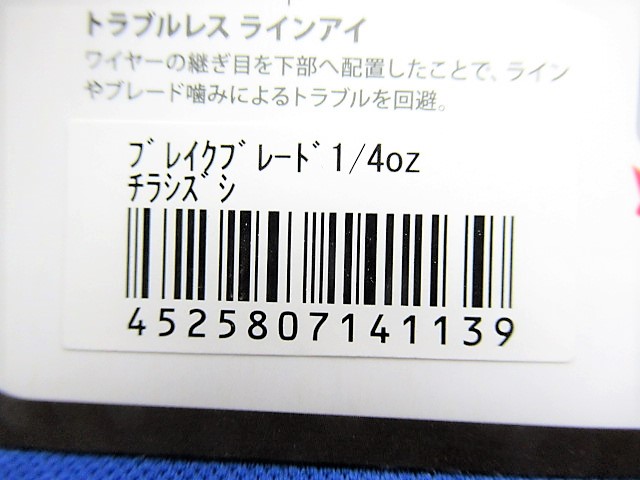 トラブルレス ラインアイ
ワイヤーの継ぎ目を下部へ配置したことで、ライン
やブレード噛みによるトラブルを回避。
ﾌﾞﾚｲｸﾌﾞﾚｰﾄﾞ1/4oz
ﾁﾗｼｽﾞｼ
4525807141139